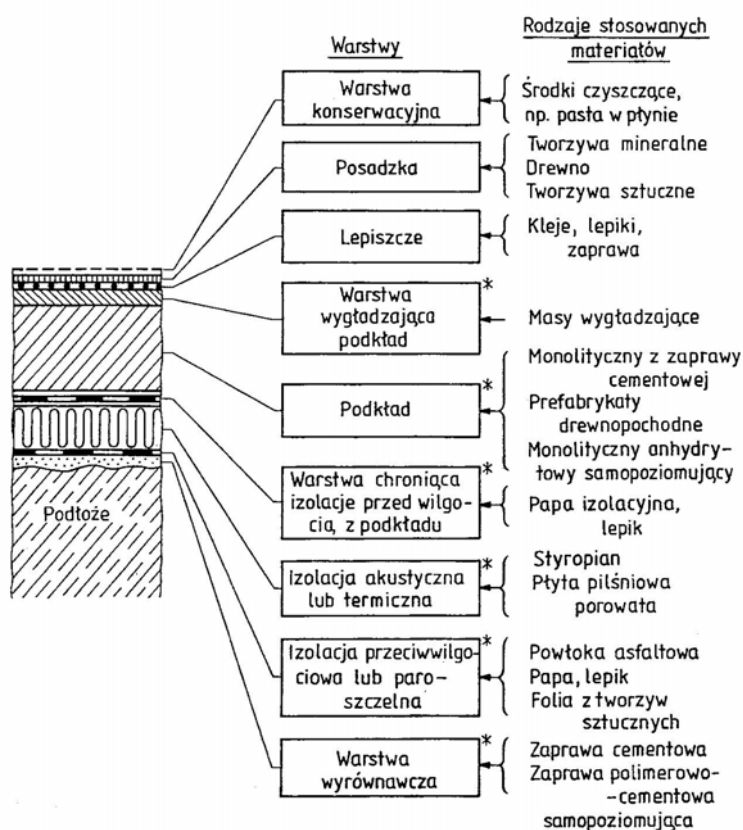 Warstwy
Rodzaje stosowanych
materiałów
Warstwa
konserwacyjna
Środki czyszczące,
np. pasta w płynie
Posadzka
Tworzywa mineralne
Drewno
Tworzywa sztuczne
Lepiszcze
Kleje, lepiki,
zaprawa
Warstwa
wygładzająca
podkład
*
Masy wygładzające
Podkład
*
Monolityczny z zaprawy
cementowej
Prefabrykaty
drewnopochodne
Monolityczny anhydry-
towy samopoziomujący
Warstwa chroniąca
izolacje przed wilgo-
cią, z podkładu
*
Papa izolacyjna,
lepik
Izolacja akustyczna
lub termiczna
*
Styropian
Płyta pilśniowa
porowata
Izolacja przeciwwilgo-
ciowa lub paro-
szczelna
*
Powłoka asfaltowa
Papa, lepik
Folia z tworzyw
sztucznych
Warstwa
wyrównawcza
*
Zaprawa cementowa
Zaprawa polimerowo-
-cementowa
samopoziomująca
Podłoże